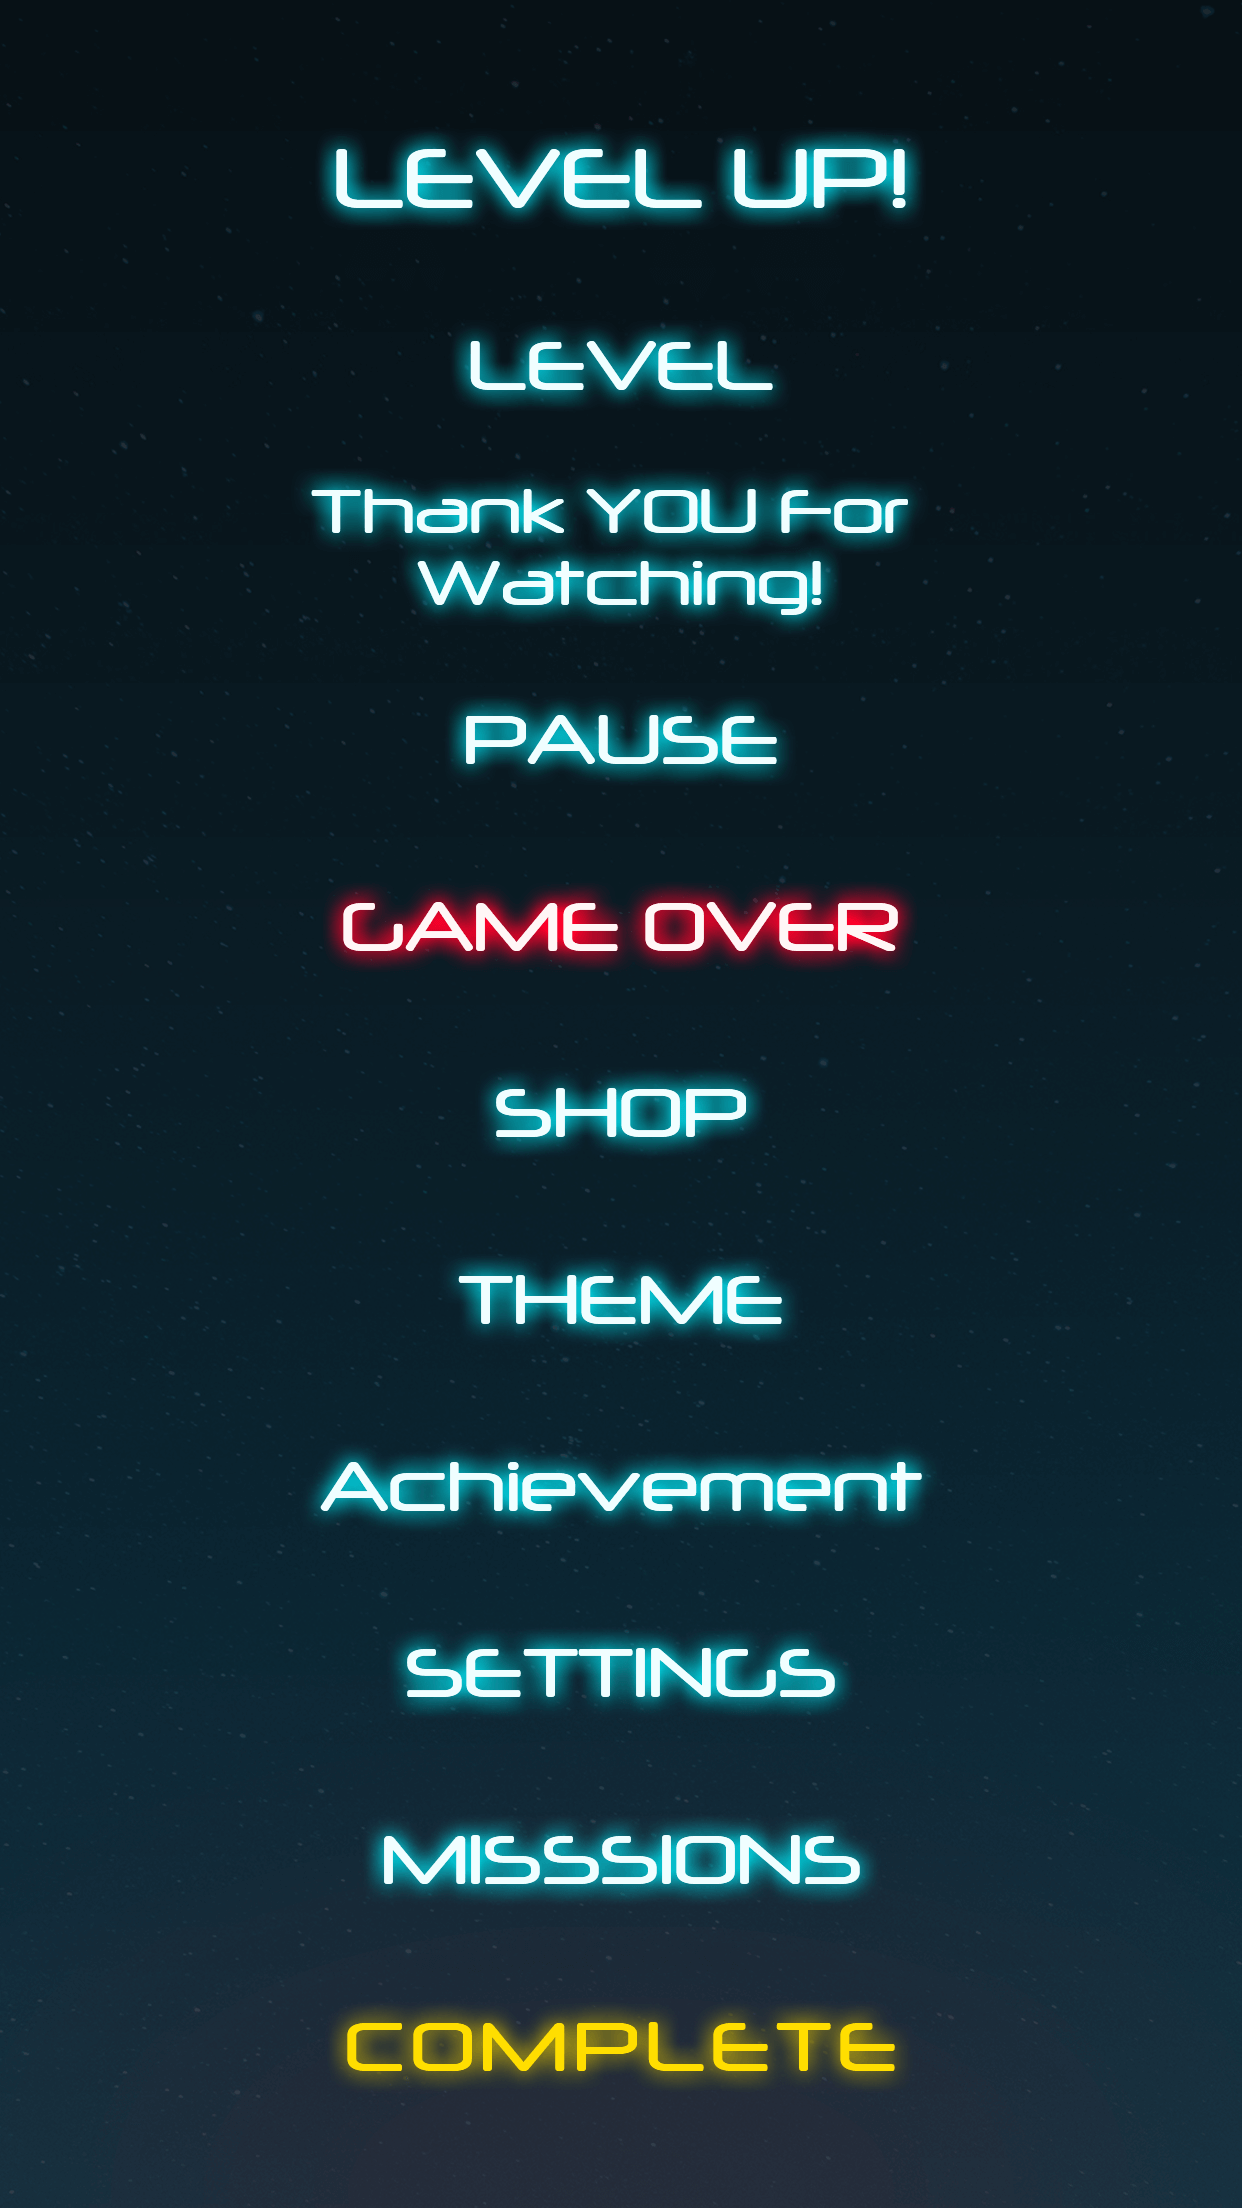 LEVEL UP!
LEVEL
Thank YOU For
Watching!
PAUSE
GAME OVER
SHOP
THEME
Achievement
SETTINGS
MISSSIONS
COMPLETE